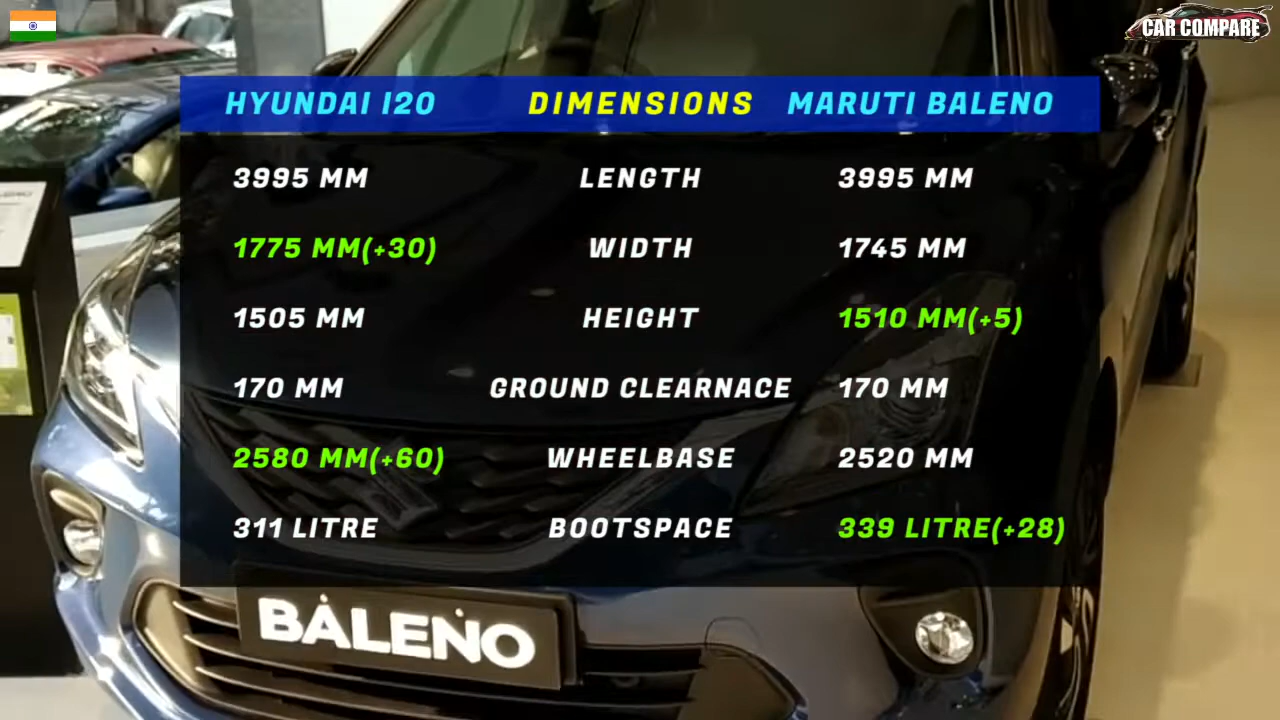 CAR COMPARE
HYUNDAI I20 DIMENSIONS MARUTI BALENO
3995 MM LENGTH 3995 MM
1775 MM(+30) WIDTH 1745 MM
1505 MM HEIGHT 1510 MM(+5)
170 MM GROUND CLEARNACE 170 MM
2580 MM(+60) WHEELBASE 2520 MM
311 LITRE BOOTSPACE 339 LITRE(+28)
BALENO